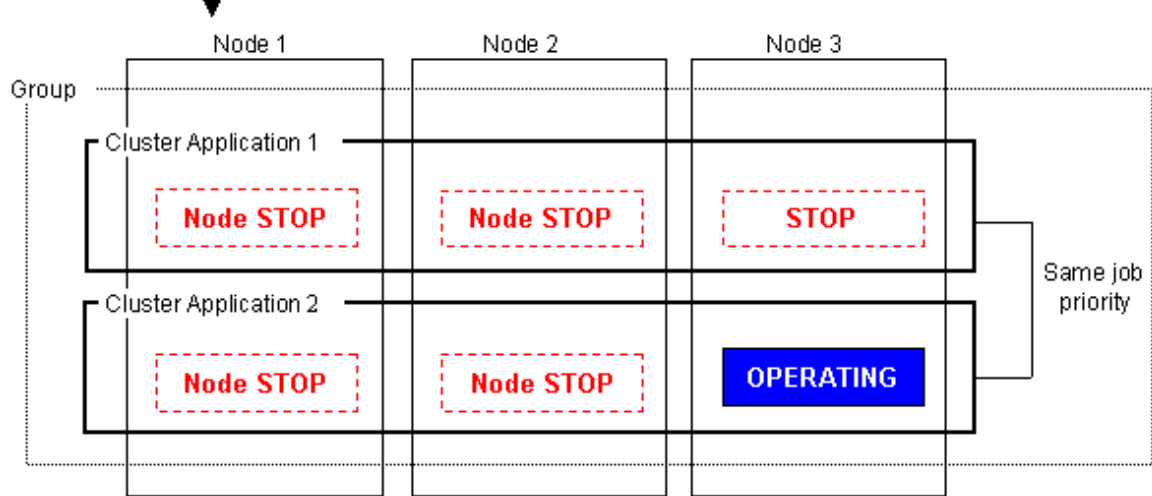 Node 1
Node 2
Node 3
Group
Cluster Application 1
Node STOP
Node STOP
STOP
Same job
priority
Cluster Application 2
Node STOP
Node STOP
OPERATING